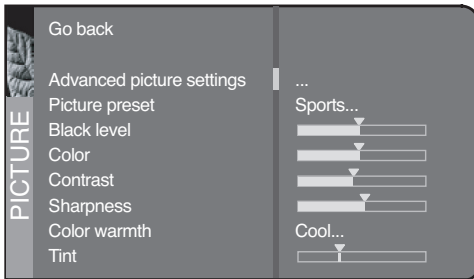 Go back
Advanced picture settings ...
Picture preset Sports...
Black level
Color
Contrast
Sharpness
Color warmth Cool...
Tint
PICTURE